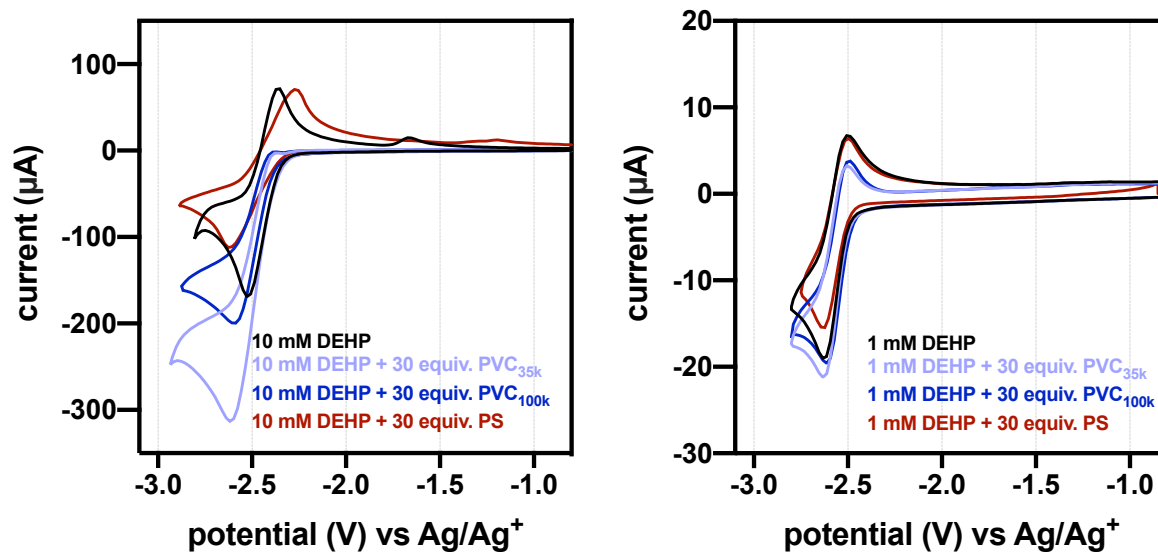 current (µA)
100
0
-100
-200
-300
10 mM DEHP
10 mM DEHP + 30 equiv. PVC35k
10 mM DEHP + 30 equiv. PVC100k
10 mM DEHP + 30 equiv. PS
-3.0 -2.5 -2.0 -1.5 -1.0
potential (V) vs Ag/Ag+
current (µA)
20
10
0
-10
-20
-30
1 mM DEHP
1 mM DEHP + 30 equiv. PVC35k
1 mM DEHP + 30 equiv. PVC100k
1 mM DEHP + 30 equiv. PS
-3.0 -2.5 -2.0 -1.5 -1.0
potential (V) vs Ag/Ag+